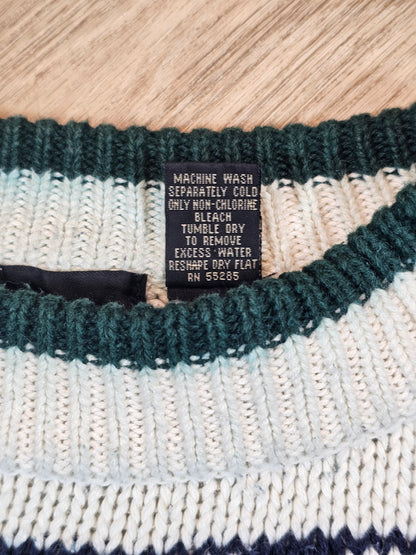 MACHINE WASH
SEPARATELY COLD
ONLY NON-CHLORINE
BLEACH
TUMBLE DRY
TO REMOVE
EXCESS WATER
RESHAPE DRY FLAT
RN 55285